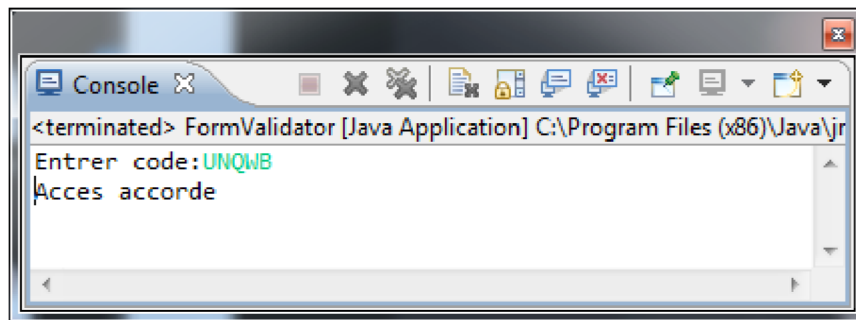 Console
<terminated> FormValidator [Java Application] C:\Program Files (x86)\Java\jr
Entrer code:UNQWB
Acces accorde